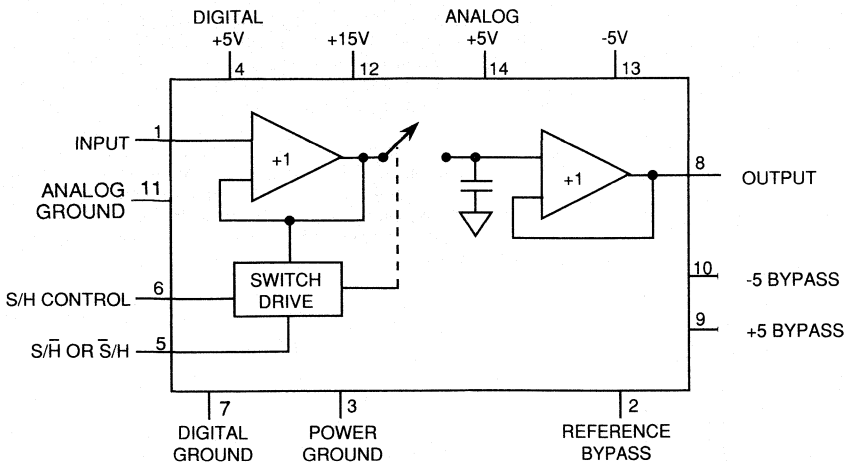 DIGITAL
+5V
+15V
ANALOG
+5V
-5V
4
12
14
13
INPUT
1
+1
+1
8
OUTPUT
ANALOG
GROUND
11
S/H CONTROL
6
SWITCH
DRIVE
10
-5 BYPASS
9
+5 BYPASS
S/H̅ OR S̅/H
5
7
DIGITAL
GROUND
3
POWER
GROUND
2
REFERENCE
BYPASS